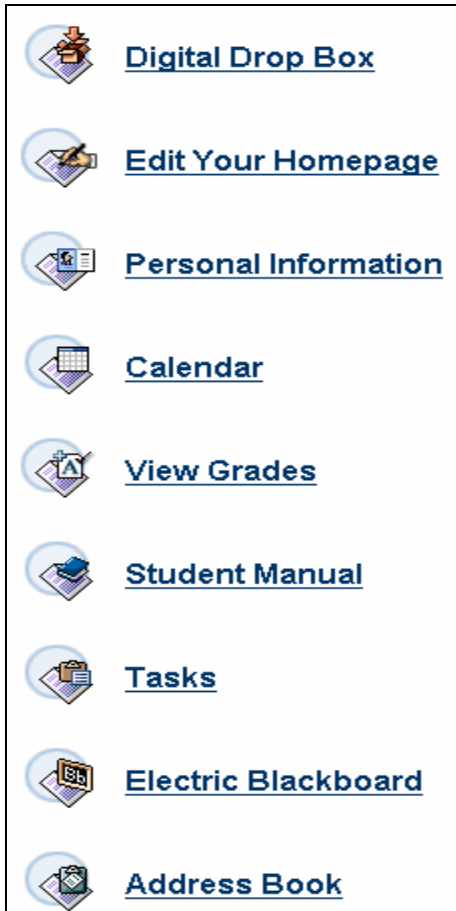 Digital Drop Box
Edit Your Homepage
Personal Information
Calendar
View Grades
Student Manual
Tasks
Electric Blackboard
Address Book